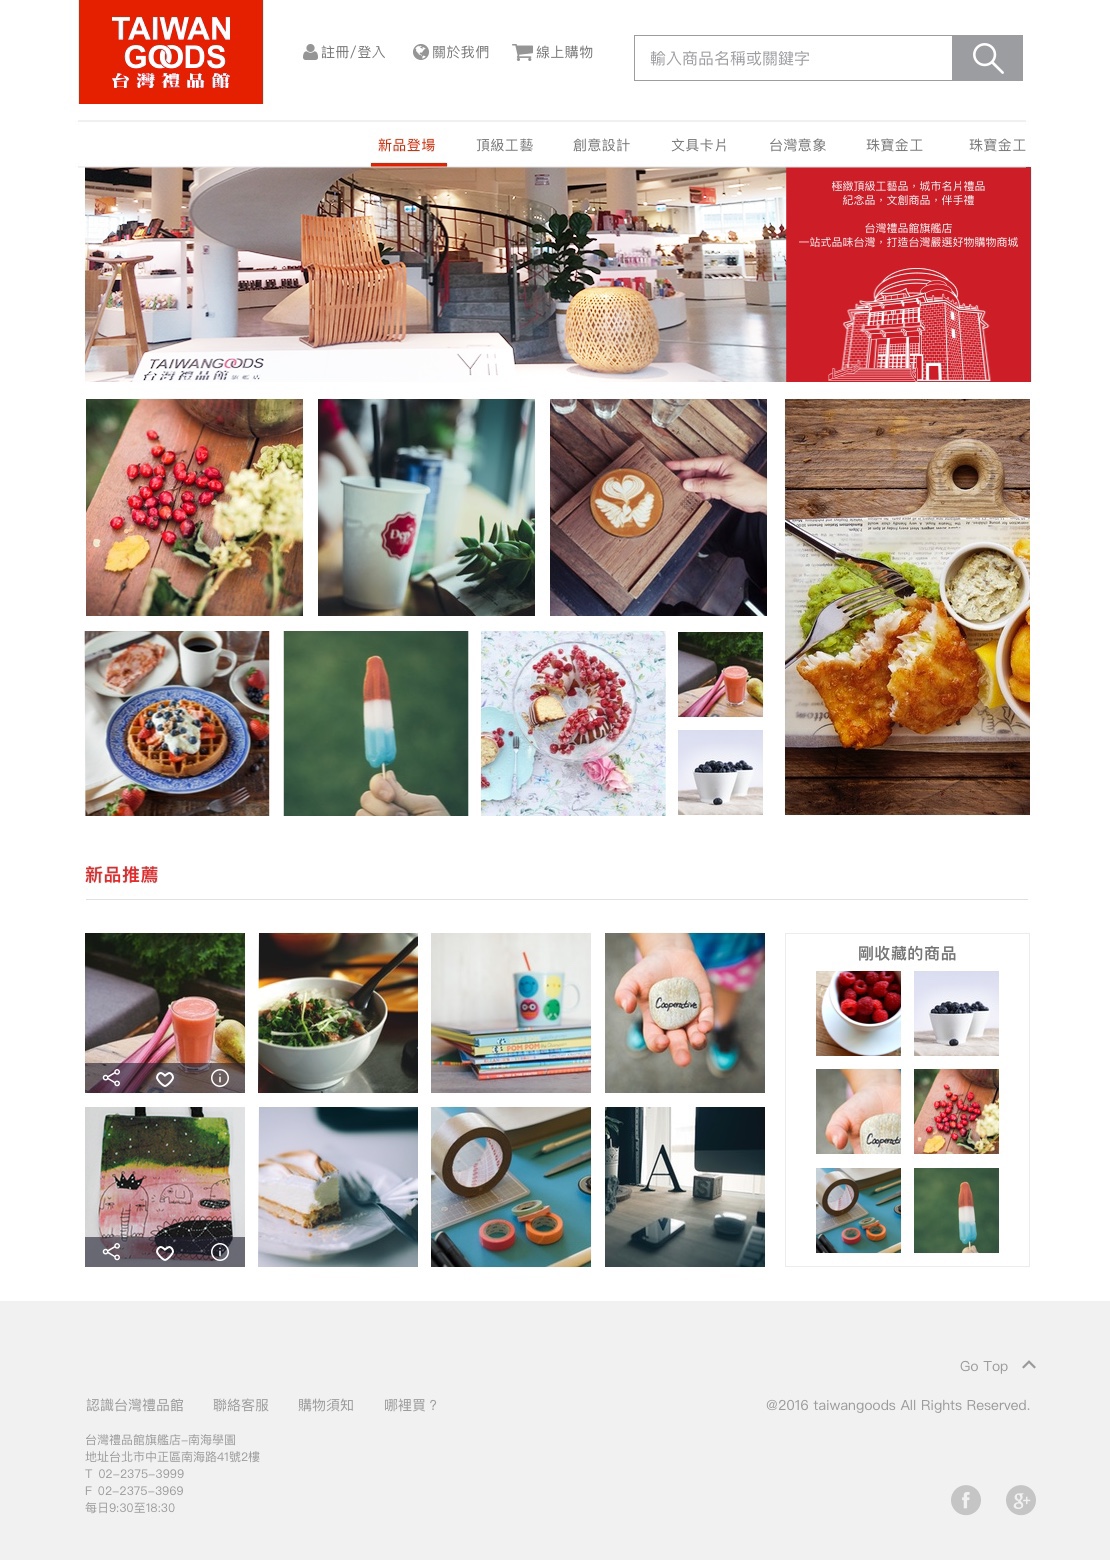 TAIWAN
GOODS
台灣禮品館
註冊/登入
關於我們
線上購物
輸入商品名稱或關鍵字
新品登場
頂級工藝
創意設計
文具卡片
台灣意象
珠寶金工
珠寶金工
極緻頂級工藝品，城市名片禮品
紀念品，文創商品，伴手禮
台灣禮品館旗艦店
一站式品味台灣，打造台灣嚴選好物購物商城
TAIWANGOODS
台灣禮品館
Dcp
新品推薦
剛收藏的商品
POM POM
Cooperative
A
S
Go Top
認識台灣禮品館
聯絡客服
購物須知
哪裡買？
@2016 taiwangoods All Rights Reserved.
台灣禮品館旗艦店-南海學園
地址台北市中正區南海路41號2樓
T 02-2375-3999
F 02-2375-3969
每日9:30至18:30
f
g+